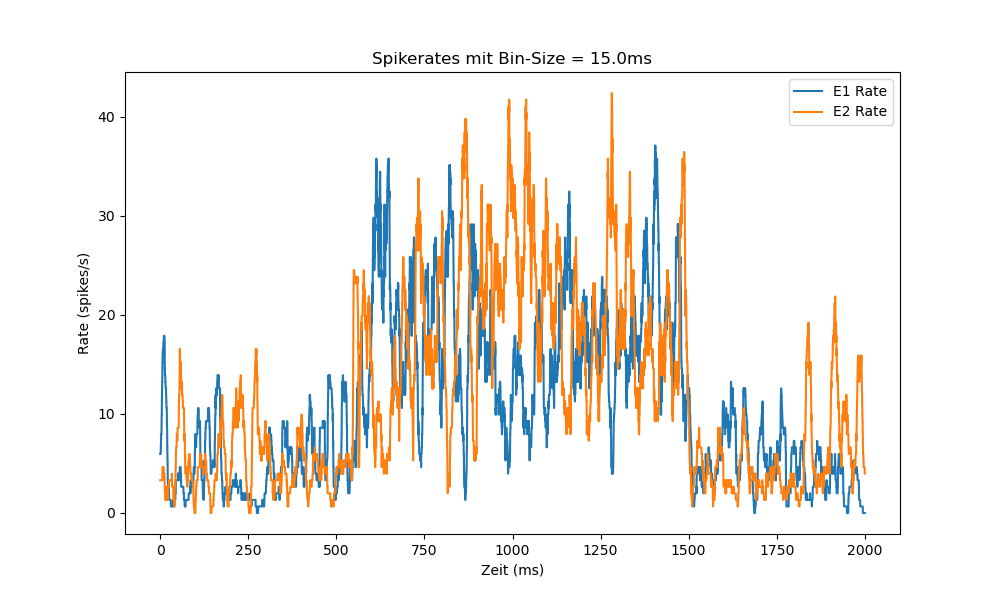 Spikerates mit Bin-Size = 15.0ms
E1 Rate
E2 Rate
Rate (spikes/s)
40
30
20
10
0
0 250 500 750 1000 1250 1500 1750 2000
Zeit (ms)